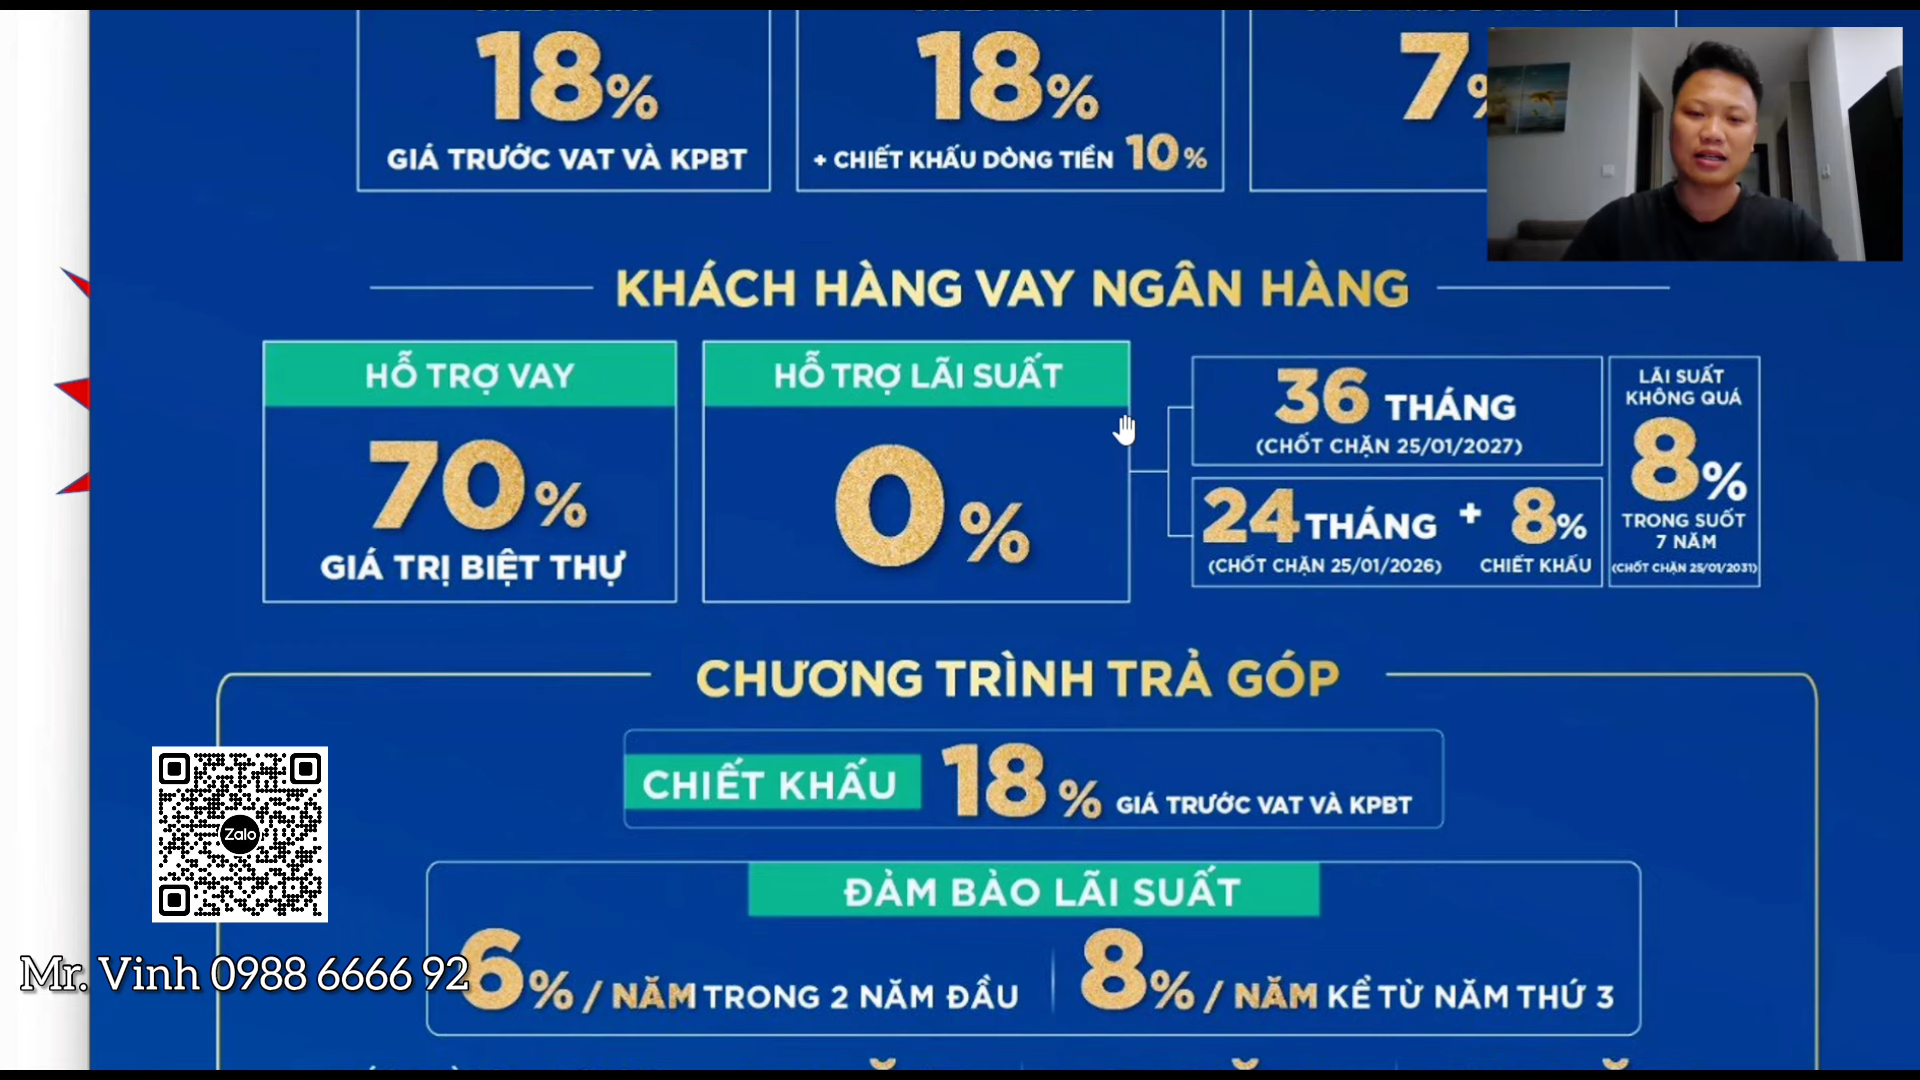 18%
GIÁ TRƯỚC VAT VÀ KPBT
18%
+ CHIẾT KHẤU DÒNG TIỀN 10%
7%
KHÁCH HÀNG VAY NGÂN HÀNG
HỖ TRỢ VAY
70%
GIÁ TRỊ BIỆT THỰ
HỖ TRỢ LÃI SUẤT
0%
36 THÁNG
(CHỐT CHẶN 25/01/2027)
24 THÁNG + 8%
(CHỐT CHẶN 25/01/2026) CHIẾT KHẤU
LÃI SUẤT
KHÔNG QUÁ
8%
TRONG SUỐT
7 NĂM
(CHỐT CHẶN 25/01/2031)
CHƯƠNG TRÌNH TRẢ GÓP
CHIẾT KHẤU 18% GIÁ TRƯỚC VAT VÀ KPBT
ĐẢM BẢO LÃI SUẤT
6% / NĂM TRONG 2 NĂM ĐẦU
8% / NĂM KỂ TỪ NĂM THỨ 3
Zalo
Mr. Vinh 0988 6666 92